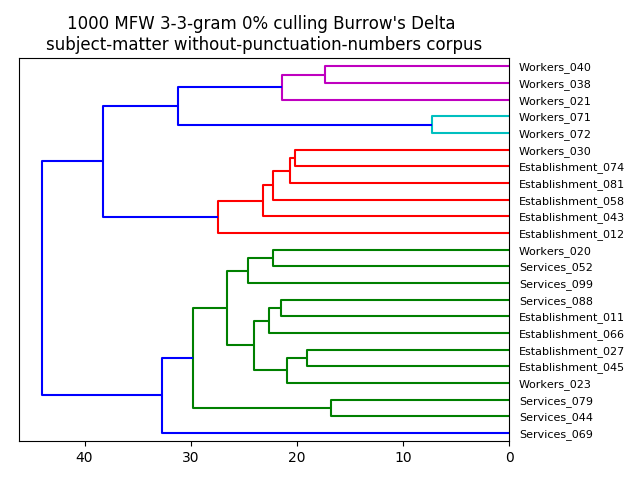 1000 MFW 3-3-gram 0% culling Burrow's Delta
subject-matter without-punctuation-numbers corpus
Workers_040
Workers_038
Workers_021
Workers_071
Workers_072
Workers_030
Establishment_074
Establishment_081
Establishment_058
Establishment_043
Establishment_012
Workers_020
Services_052
Services_099
Services_088
Establishment_011
Establishment_066
Establishment_027
Establishment_045
Workers_023
Services_079
Services_044
Services_069
40 30 20 10 0